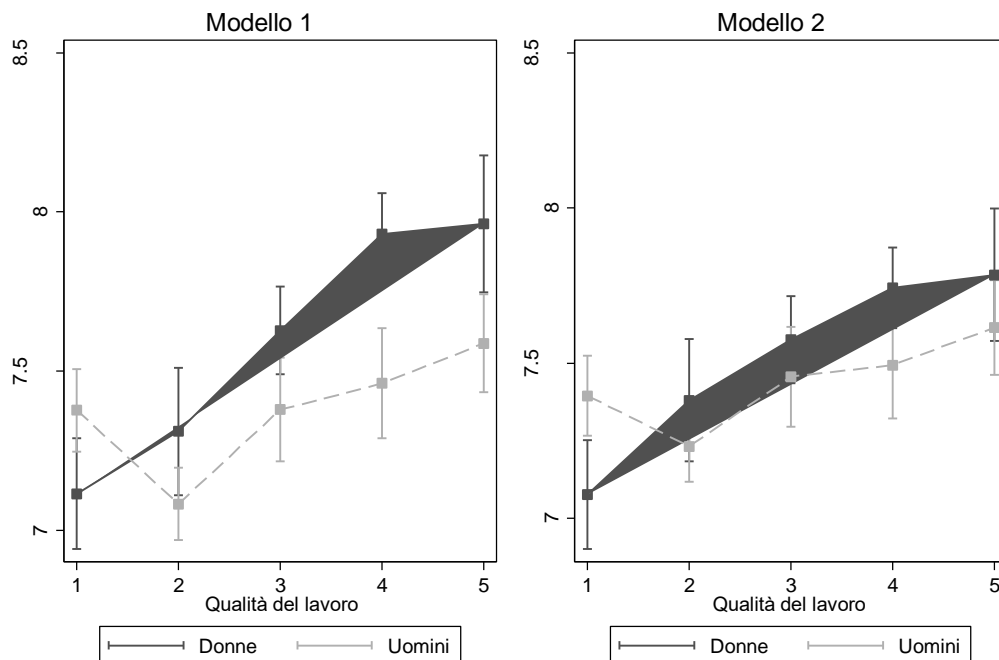 Modello 1
8.5
8
7.5
7
1 2 3 4 5
Qualità del lavoro
Donne Uomini
Modello 2
8.5
8
7.5
7
1 2 3 4 5
Qualità del lavoro
Donne Uomini